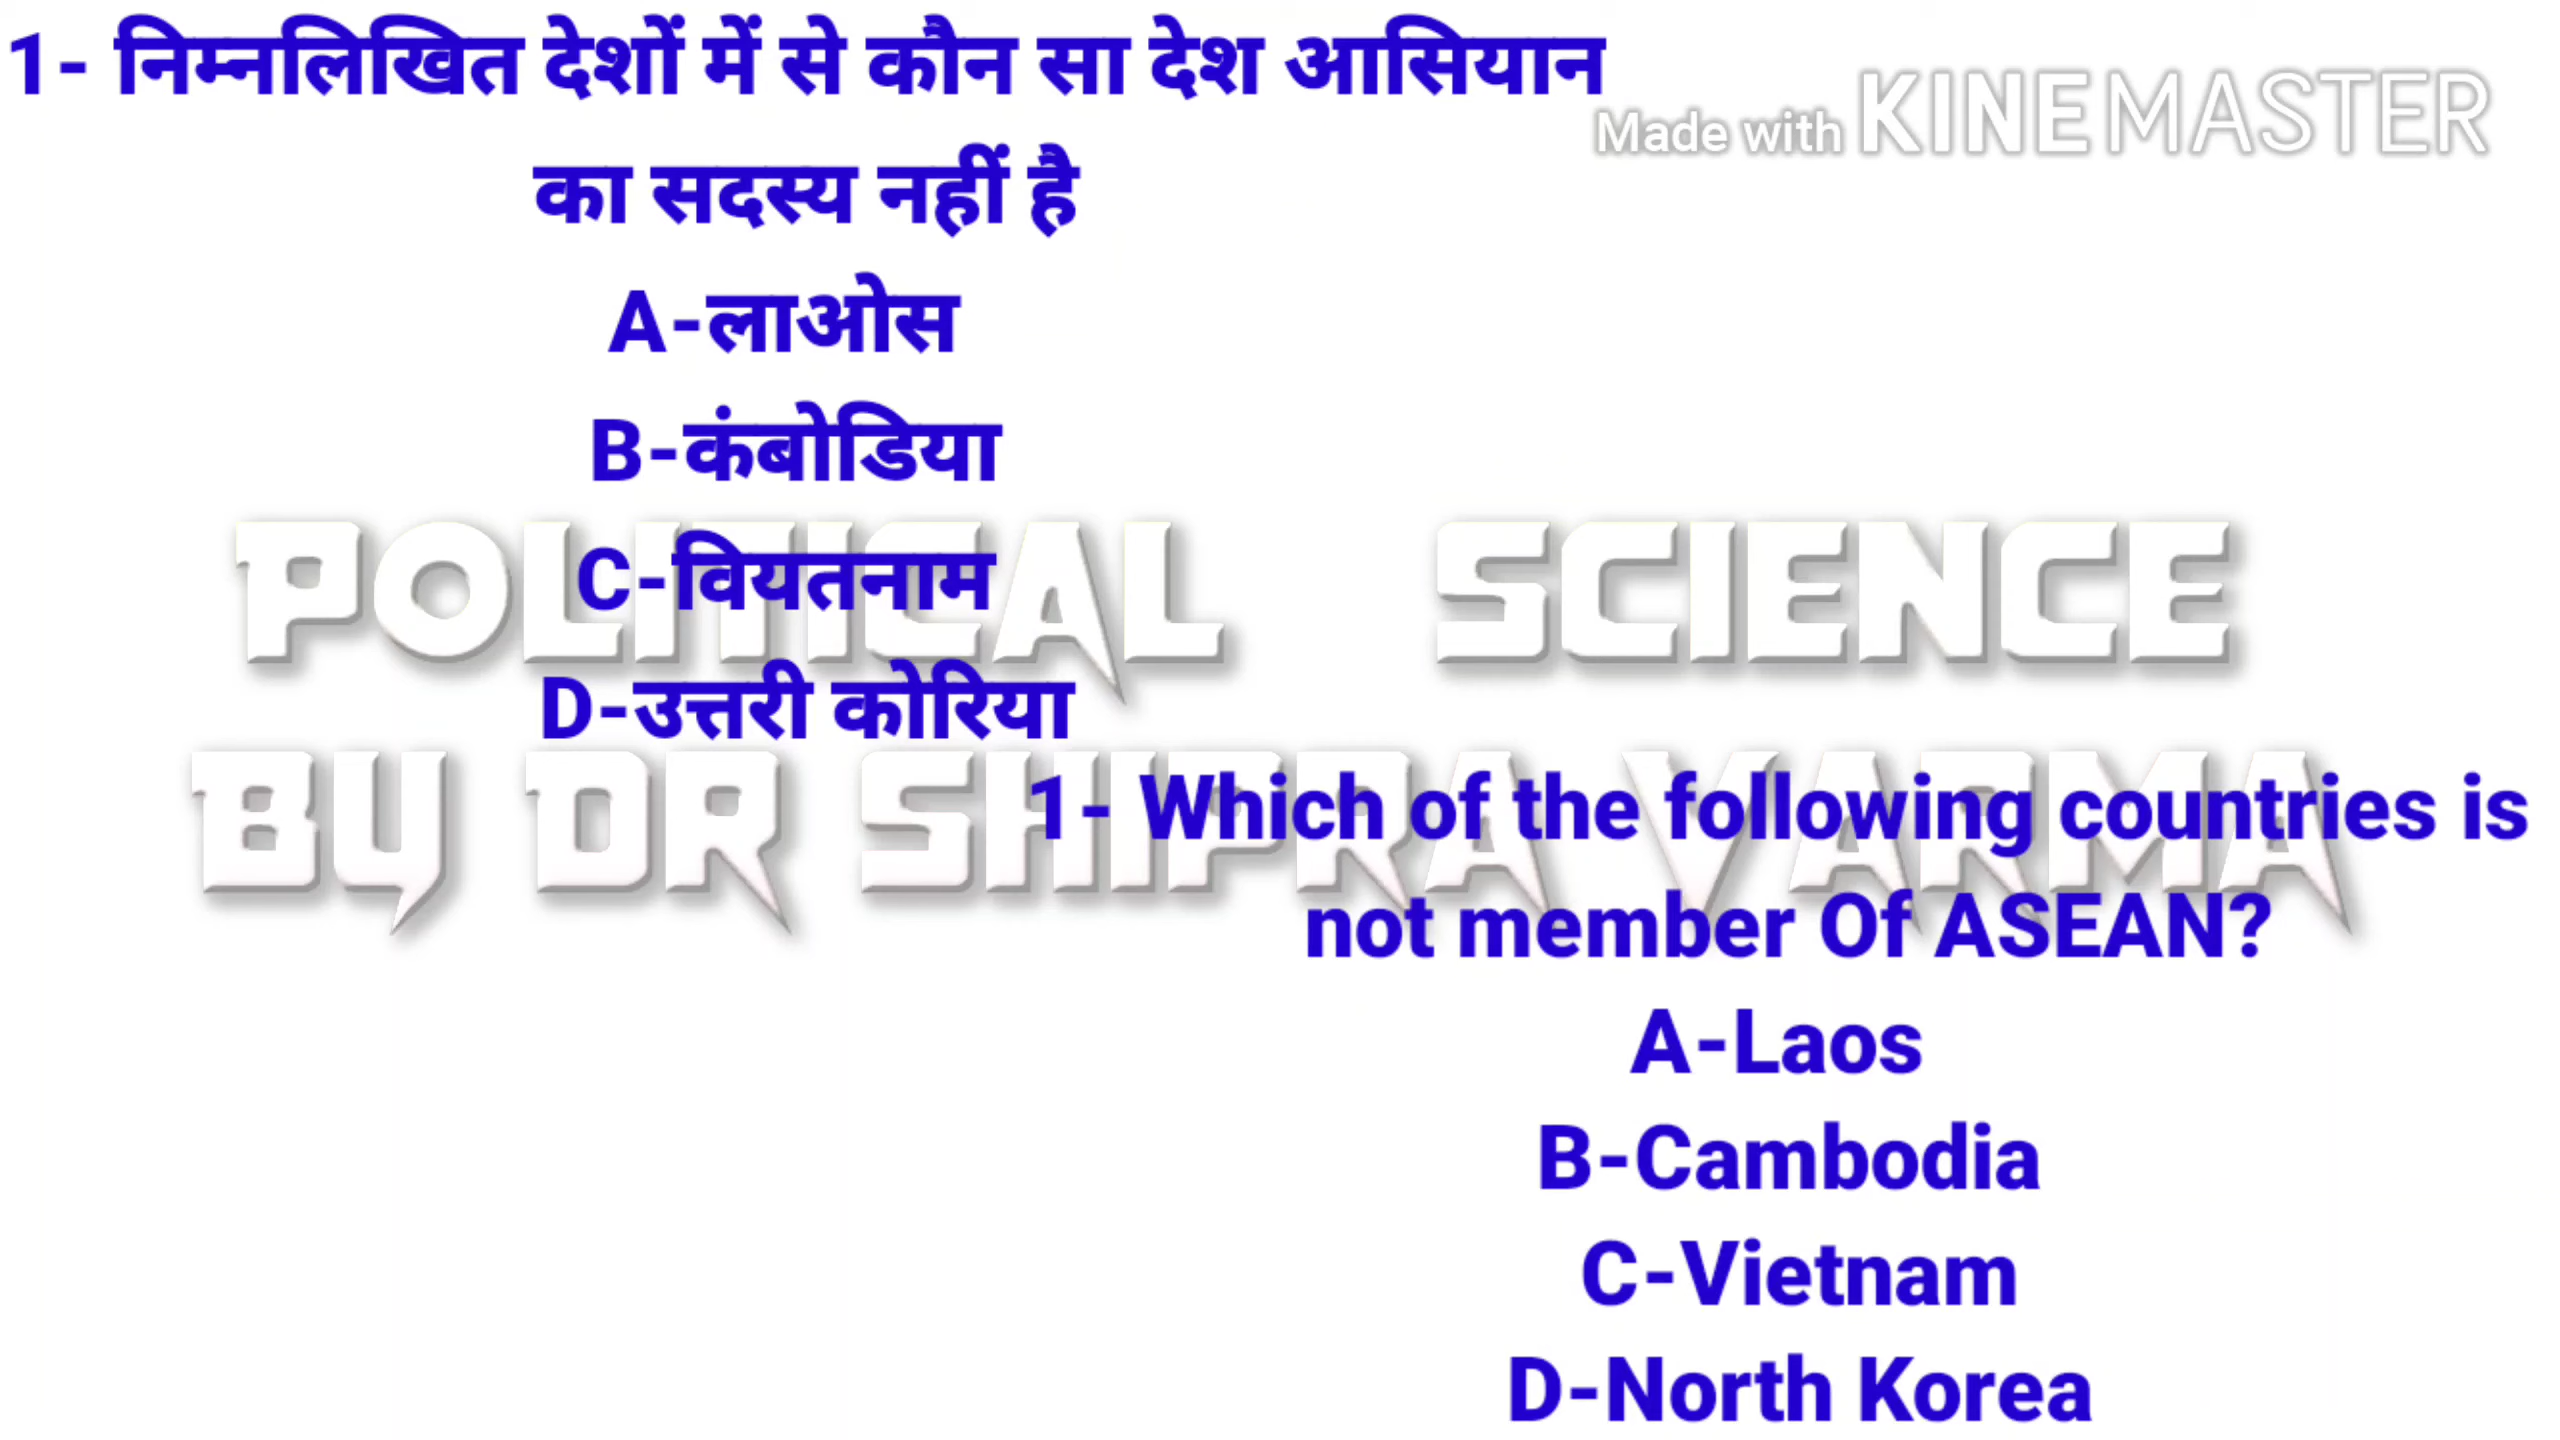 1- निम्नलिखित देशों में से कौन सा देश आसियान
का सदस्य नहीं है
A-लाओस
B-कंबोडिया
C-वियतनाम
D-उत्तरी कोरिया
Made with KINEMASTER
POLITICAL SCIENCE
BY DR SHIPRA VARMA
1- Which of the following countries is
not member Of ASEAN?
A-Laos
B-Cambodia
C-Vietnam
D-North Korea